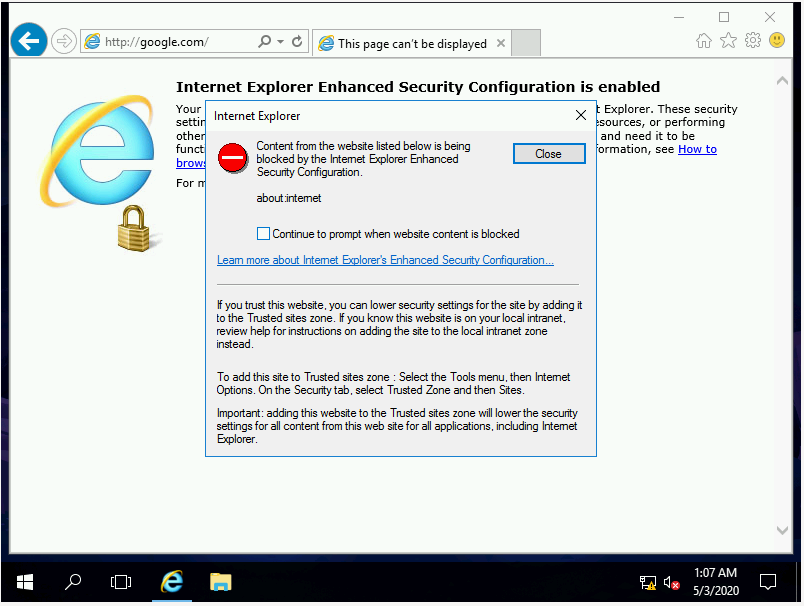 http://google.com/
This page can't be displayed
Internet Explorer Enhanced Security Configuration is enabled
Your
Explorer. These security
settin
esources, or performing
other
and need it to be
functi
formation, see How to
brows
For m
Internet Explorer
Content from the website listed below is being
blocked by the Internet Explorer Enhanced
Security Configuration.
Close
about:internet
Continue to prompt when website content is blocked
Learn more about Internet Explorer's Enhanced Security Configuration...
If you trust this website, you can lower security settings for the site by adding it
to the Trusted sites zone. If you know this website is on your local intranet,
review help for instructions on adding the site to the local intranet zone
instead.
To add this site to Trusted sites zone : Select the Tools menu, then Internet
Options. On the Security tab, select Trusted Zone and then Sites.
Important: adding this website to the Trusted sites zone will lower the security
settings for all content from this web site for all applications, including Internet
Explorer.
1:07 AM
5/3/2020